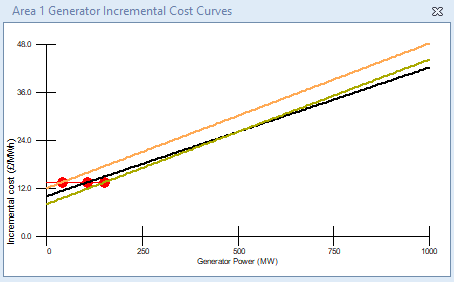 Area 1 Generator Incremental Cost Curves
Incremental cost (£/MWh)
48.0
36.0
24.0
12.0
0.0
0 250 500 750 1000
Generator Power (MW)